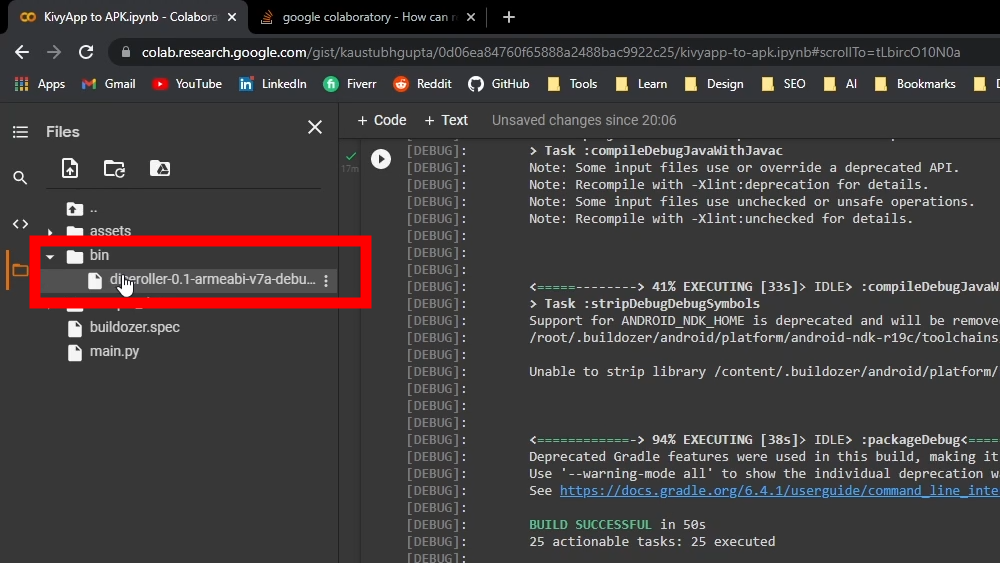 KivyApp to APK.ipynb - Colabora
google colaboratory - How can
colab.research.google.com/gist/kaustubhgupta/0d06ea84760f65888a2488bac9922c25/kivyapp-to-apk.ipynb#scrollTo=tLbircO10N0a
Apps Gmail YouTube LinkedIn Fiverr Reddit GitHub Tools Learn Design SEO AI Bookmarks
Files
+ Code + Text Unsaved changes since 20:06
17m
..
assets
bin
diceroller-0.1-armeabi-v7a-debu...
buildozer.spec
main.py
[DEBUG]: > Task :compileDebugJavaWithJavac
[DEBUG]: Note: Some input files use or override a deprecated API.
[DEBUG]: Note: Recompile with -Xlint:deprecation for details.
[DEBUG]: Note: Some input files use unchecked or unsafe operations.
[DEBUG]: Note: Recompile with -Xlint:unchecked for details.
[DEBUG]:
[DEBUG]:
[DEBUG]:
[DEBUG]: <=====--------> 41% EXECUTING [33s]> IDLE> :compileDebugJavaW
[DEBUG]: > Task :stripDebugDebugSymbols
[DEBUG]: Support for ANDROID_NDK_HOME is deprecated and will be remove
[DEBUG]: /root/.buildozer/android/platform/android-ndk-r19c/toolchains
[DEBUG]:
[DEBUG]: Unable to strip library /content/.buildozer/android/platform/
[DEBUG]:
[DEBUG]:
[DEBUG]:
[DEBUG]: <============-> 94% EXECUTING [38s]> IDLE> :packageDebug<====
[DEBUG]: Deprecated Gradle features were used in this build, making it
[DEBUG]: Use '--warning-mode all' to show the individual deprecation w
[DEBUG]: See https://docs.gradle.org/6.4.1/userguide/command_line_inte
[DEBUG]:
[DEBUG]: BUILD SUCCESSFUL in 50s
[DEBUG]: 25 actionable tasks: 25 executed
[DEBUG]: